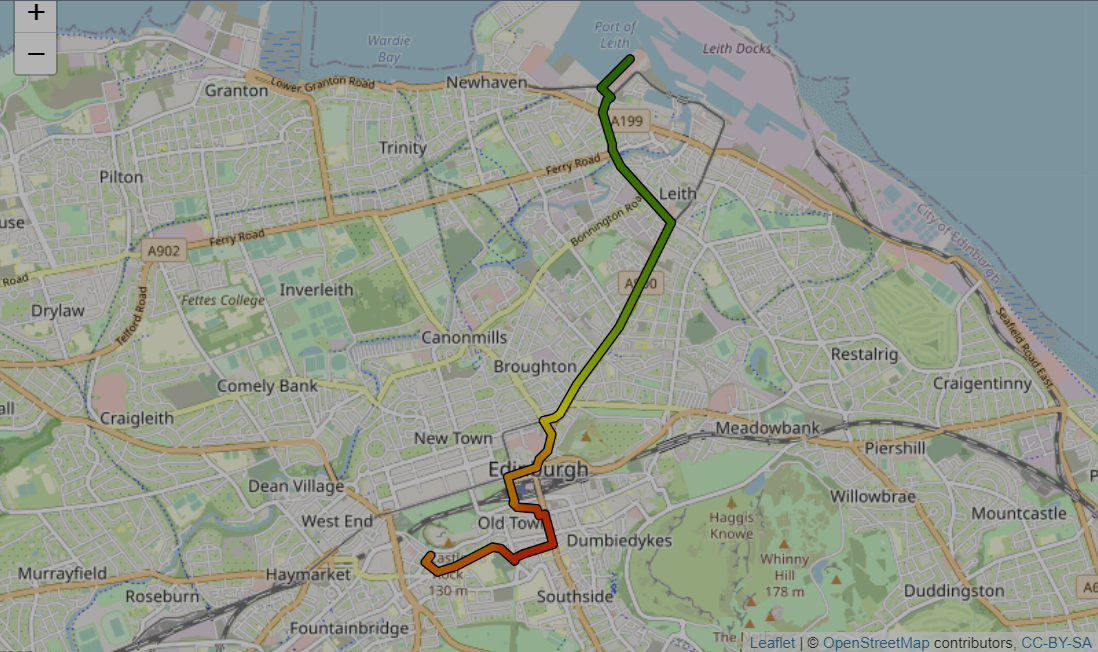 +
−
Port of
Leith
Wardie
Bay
Leith Docks
Lower Granton Road
Newhaven
Granton
A199
Trinity
Ferry Road
Pilton
Leith
use
Bonnington Roa
City of Edinburgh
A902
Ferry Road
Road
Fettes College
Inverleith
Telford Road
Drylaw
Seafield Road East
Canonmills
Restalrig
Broughton
Comely Bank
Craigentinny
all
Craigleith
Meadowbank
New Town
Piershill
Edinburgh
Dean Village
Willowbrae
West End
Old Town
Haggis
Knowe
Mountcastle
Dumbiedykes
Castle
Rock
130 m
Whinny
Hill
178 m
Murrayfield
Haymarket
Roseburn
Southside
Duddingston
A6
Fountainbridge
The
Leaflet | © OpenStreetMap contributors, CC-BY-SA